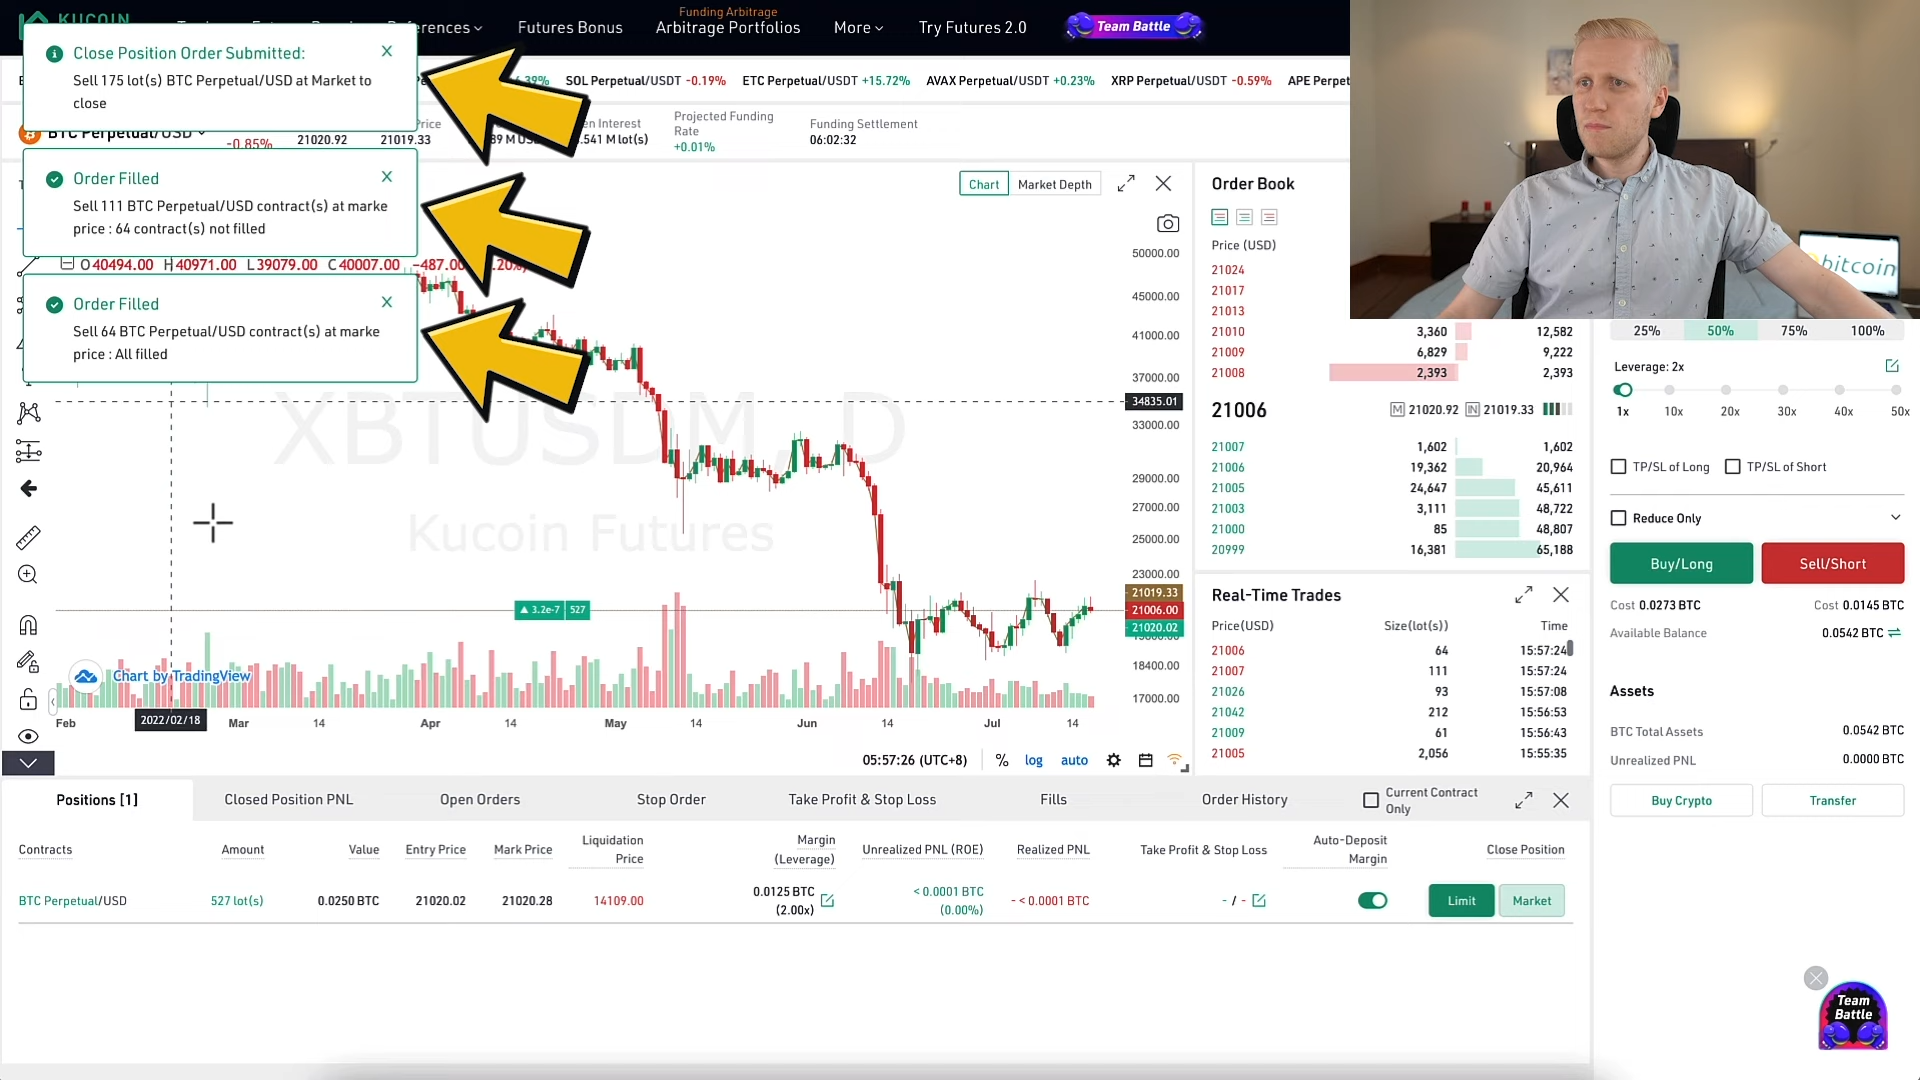 KUCOIN
Futures Bonus
Funding Arbitrage
Arbitrage Portfolios
More
Try Futures 2.0
Team Battle
Close Position Order Submitted:
Sell 175 lot(s) BTC Perpetual/USD at Market to
close
SOL Perpetual/USDT -0.19%
ETC Perpetual/USDT +15.72%
AVAX Perpetual/USDT +0.23%
XRP Perpetual/USDT -0.59%
BTC Perpetual/USD
-0.85%
21020.92
21019.33
Projected Funding
Rate
+0.01%
Funding Settlement
06:02:32
Order Filled
Sell 111 BTC Perpetual/USD contract(s) at marke
price : 64 contract(s) not filled
O40494.00 H40971.00 L39079.00 C40007.00
Order Filled
Sell 64 BTC Perpetual/USD contract(s) at marke
price : All filled
Chart
Market Depth
XBTUSDM, D
Kucoin Futures
50000.00
45000.00
41000.00
37000.00
34835.01
33000.00
29000.00
27000.00
25000.00
23000.00
21019.33
21006.00
21020.02
18400.00
17000.00
3.2e-7 527
Chart by TradingView
Feb
2022/02/18
Mar
14
Apr
14
May
14
Jun
14
Jul
14
05:57:26 (UTC+8)
%
log
auto
Order Book
Price (USD)
21024
21017
21013
21010 3,360 12,582
21009 6,829 9,222
21008 2,393 2,393
21006 M 21020.92 IN 21019.33
21007 1,602 1,602
21006 19,362 20,964
21005 24,647 45,611
21003 3,111 48,722
21000 85 48,807
20999 16,381 65,188
Real-Time Trades
Price(USD) Size(lot(s)) Time
21006 64 15:57:24
21007 111 15:57:24
21026 93 15:57:08
21042 212 15:56:53
21009 61 15:56:43
21005 2,056 15:55:35
bitcoin
25% 50% 75% 100%
Leverage: 2x
1x 10x 20x 30x 40x 50x
TP/SL of Long
TP/SL of Short
Reduce Only
Buy/Long
Sell/Short
Cost 0.0273 BTC
Cost 0.0145 BTC
Available Balance 0.0542 BTC
Assets
BTC Total Assets 0.0542 BTC
Unrealized PNL 0.0000 BTC
Buy Crypto
Transfer
Positions [1]
Closed Position PNL
Open Orders
Stop Order
Take Profit & Stop Loss
Fills
Order History
Current Contract
Only
Contracts
Amount
Value
Entry Price
Mark Price
Liquidation
Price
Margin
(Leverage)
Unrealized PNL (ROE)
Realized PNL
Take Profit & Stop Loss
Auto-Deposit
Margin
Close Position
BTC Perpetual/USD
527 lot(s)
0.0250 BTC
21020.02
21020.28
14109.00
0.0125 BTC
(2.00x)
< 0.0001 BTC
(0.00%)
- < 0.0001 BTC
- / -
Limit
Market
Team
Battle